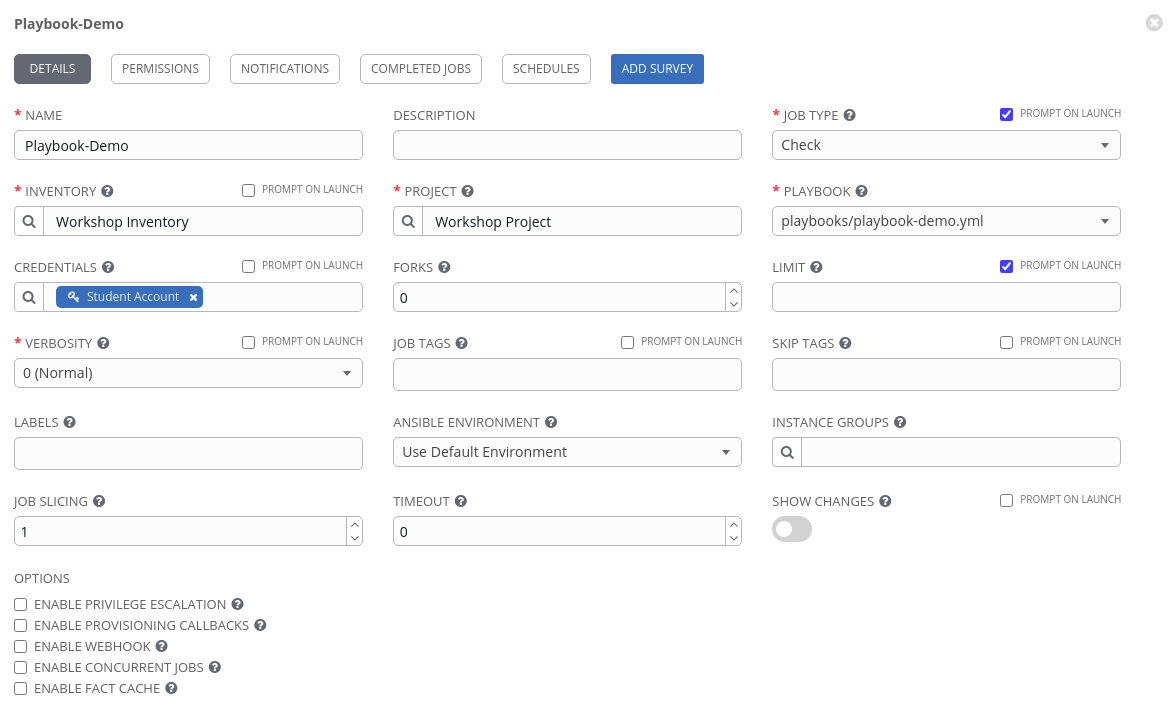 Playbook-Demo
DETAILS PERMISSIONS NOTIFICATIONS COMPLETED JOBS SCHEDULES ADD SURVEY
* NAME DESCRIPTION * JOB TYPE PROMPT ON LAUNCH
Playbook-Demo Check
* INVENTORY PROMPT ON LAUNCH * PROJECT * PLAYBOOK
Workshop Inventory Workshop Project playbooks/playbook-demo.yml
CREDENTIALS PROMPT ON LAUNCH FORKS LIMIT PROMPT ON LAUNCH
Student Account 0
* VERBOSITY PROMPT ON LAUNCH JOB TAGS PROMPT ON LAUNCH SKIP TAGS PROMPT ON LAUNCH
0 (Normal)
LABELS ANSIBLE ENVIRONMENT INSTANCE GROUPS
Use Default Environment
JOB SLICING TIMEOUT SHOW CHANGES PROMPT ON LAUNCH
1 0
OPTIONS
ENABLE PRIVILEGE ESCALATION
ENABLE PROVISIONING CALLBACKS
ENABLE WEBHOOK
ENABLE CONCURRENT JOBS
ENABLE FACT CACHE